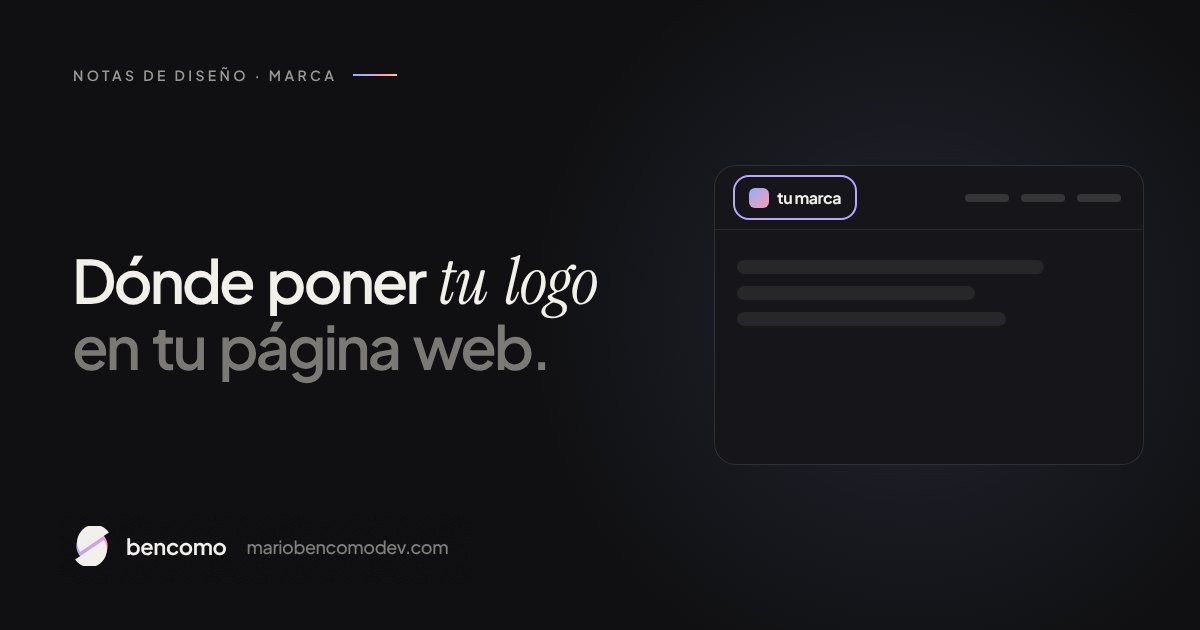 NOTAS DE DISEÑO · MARCA
tu marca
Dónde poner tu logo
en tu página web.
bencomo mariobencomodev.com